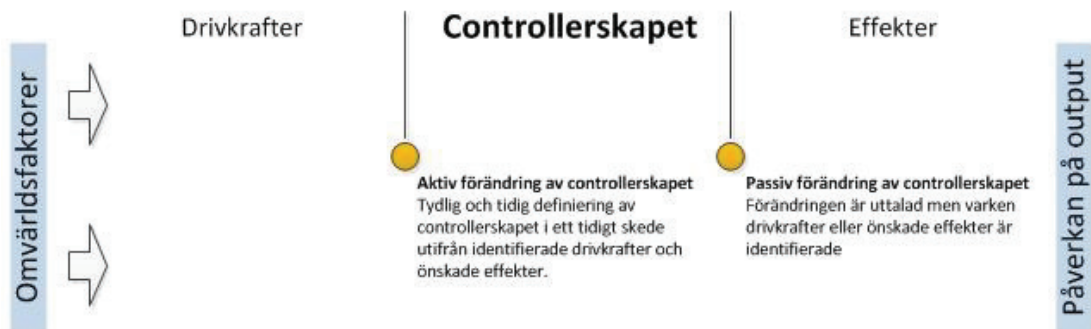 Drivkrafter
Controllerskapet
Effekter
Omvärldsfaktorer
Aktiv förändring av controllerskapet
Tydlig och tidig definiering av
controllerskapet i ett tidigt skede
utifrån identifierade drivkrafter och
önskade effekter.
Passiv förändring av controllerskapet
Förändringen är uttalad men varken
drivkrafter eller önskade effekter är
identifierade
Påverkan på output